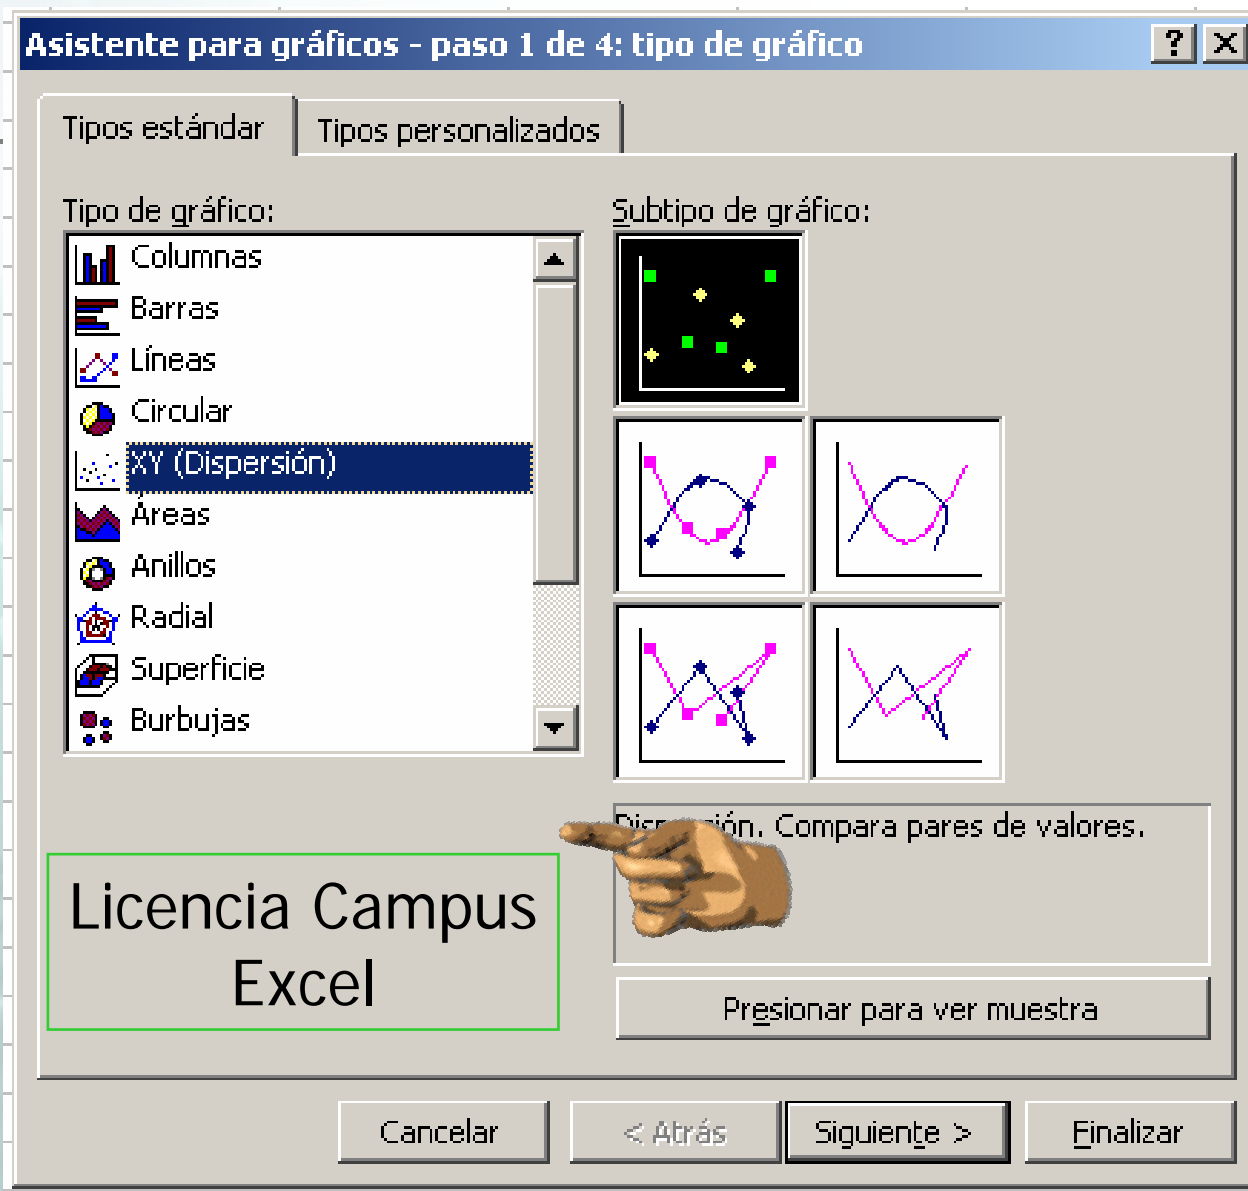 Asistente para gráficos - paso 1 de 4: tipo de gráfico
Tipos estándar
Tipos personalizados
Tipo de gráfico:
Columnas
Barras
Líneas
Circular
XY (Dispersión)
Áreas
Anillos
Radial
Superficie
Burbujas
Subtipo de gráfico:
Dispersión. Compara pares de valores.
Licencia Campus
Excel
Presionar para ver muestra
Cancelar
< Atrás
Siguiente >
Finalizar